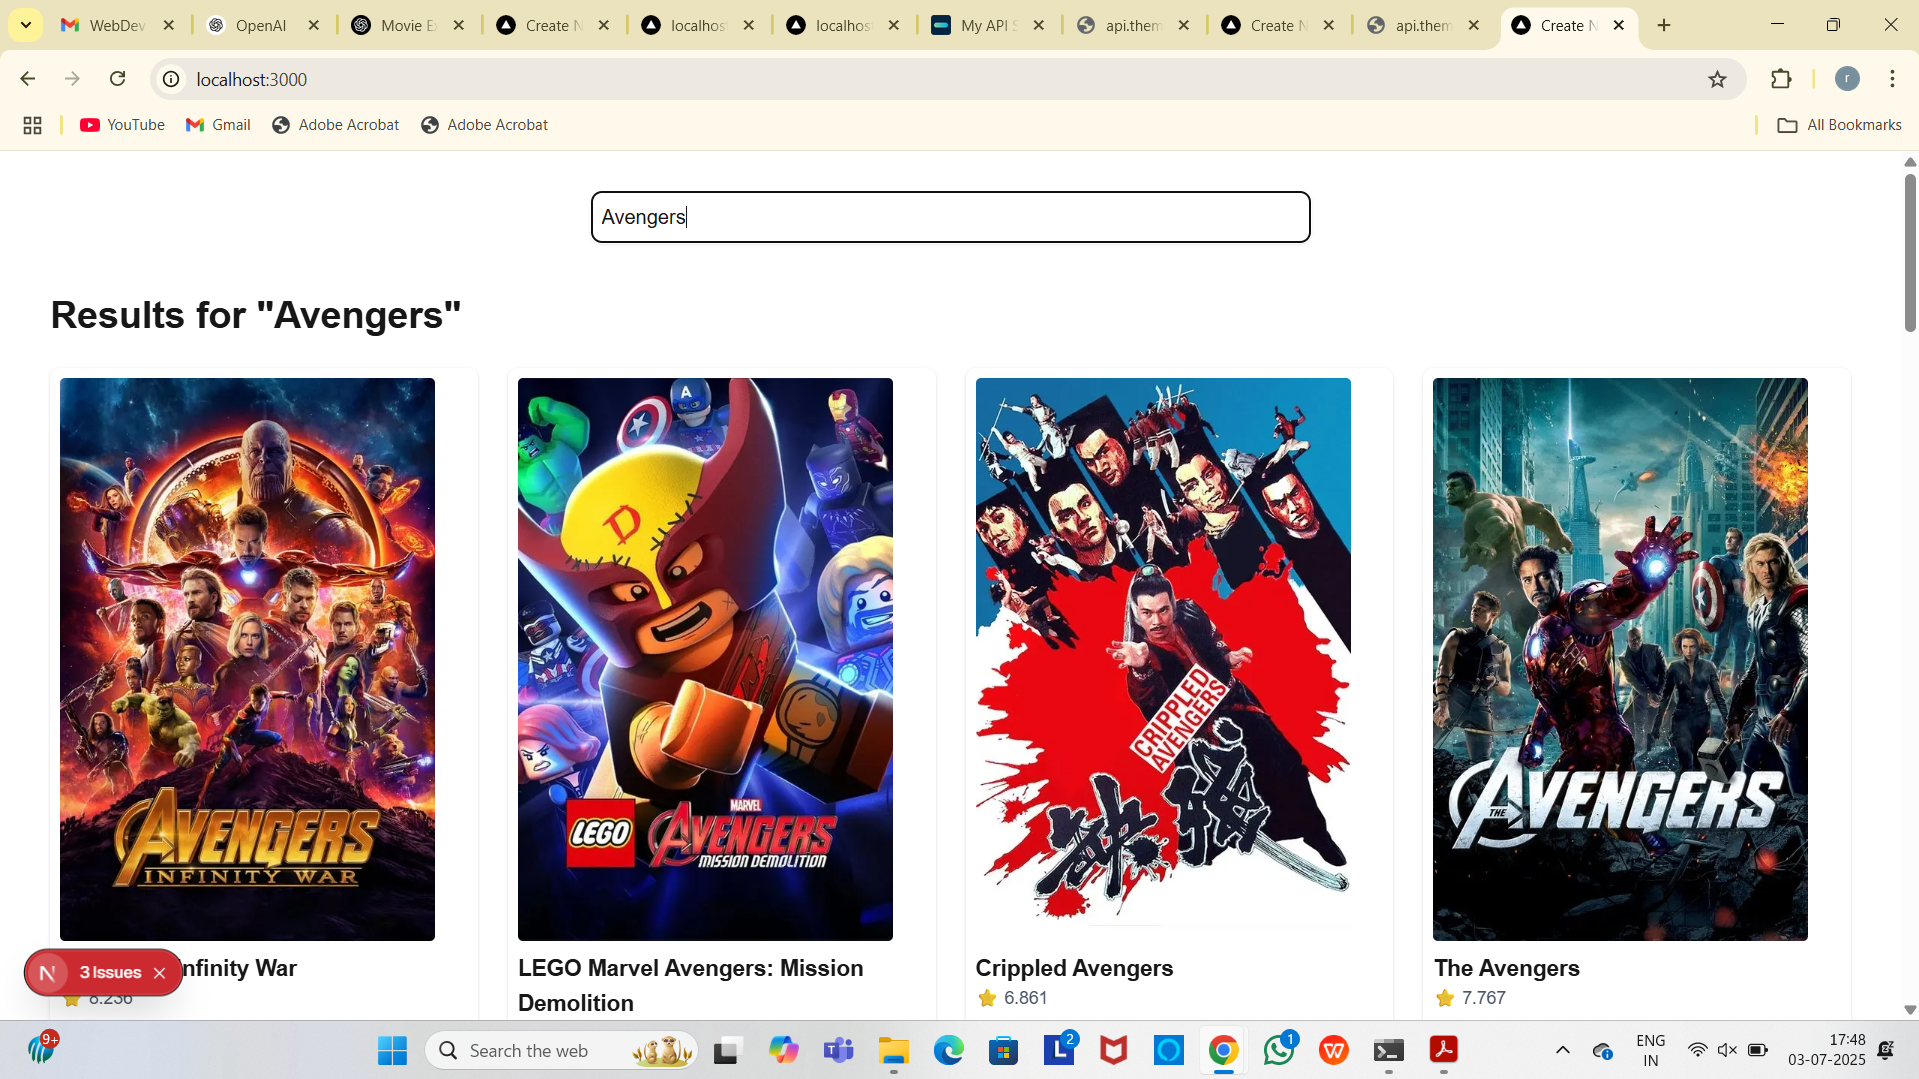 WebDev
OpenAI
Movie E
Create N
localhos
localhos
My API S
api.them
Create N
api.them
Create N
localhost:3000
r
YouTube
Gmail
Adobe Acrobat
Adobe Acrobat
All Bookmarks
Avengers
Results for "Avengers"
AVENGERS
INFINITY WAR
A
D
LEGO
MARVEL
AVENGERS
MISSION DEMOLITION
CRIPPLED
AVENGERS
THE AVENGERS
N 3 Issues
nfinity War
8.236
LEGO Marvel Avengers: Mission
Demolition
Crippled Avengers
6.861
The Avengers
7.767
9+
Search the web
L
2
1
W
ENG
IN
17:48
03-07-2025